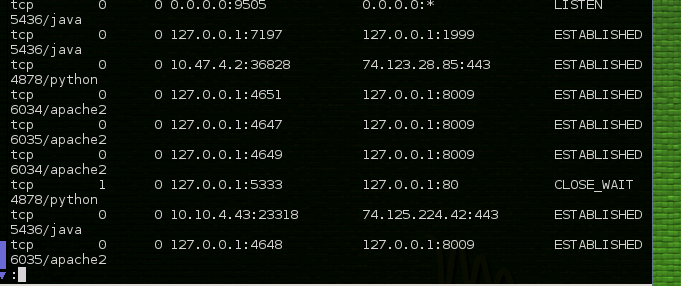 tcp 0 0 0.0.0.0:9505 0.0.0.0:* LISTEN
5436/java
tcp 0 0 127.0.0.1:7197 127.0.0.1:1999 ESTABLISHED
5436/java
tcp 0 0 10.47.4.2:36828 74.123.28.85:443 ESTABLISHED
4878/python
tcp 0 0 127.0.0.1:4651 127.0.0.1:8009 ESTABLISHED
6034/apache2
tcp 0 0 127.0.0.1:4647 127.0.0.1:8009 ESTABLISHED
6035/apache2
tcp 0 0 127.0.0.1:4649 127.0.0.1:8009 ESTABLISHED
6034/apache2
tcp 1 0 127.0.0.1:5333 127.0.0.1:80 CLOSE_WAIT
4878/python
tcp 0 0 10.10.4.43:23318 74.125.224.42:443 ESTABLISHED
5436/java
tcp 0 0 127.0.0.1:4648 127.0.0.1:8009 ESTABLISHED
6035/apache2
: